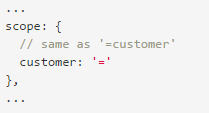 ...
scope: {
  // same as '=customer'
  customer: '='
},
...